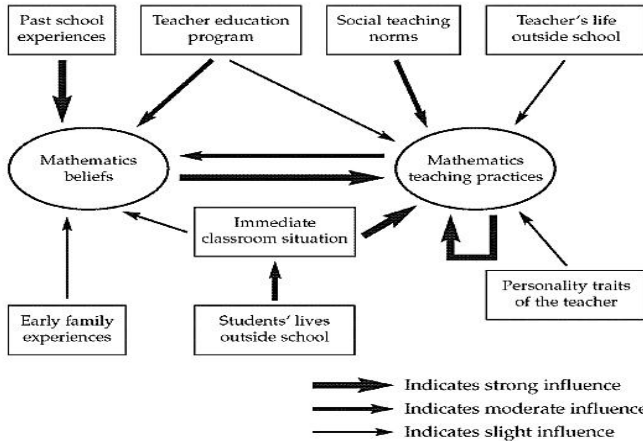 Past school
experiences
Teacher education
program
Social teaching
norms
Teacher's life
outside school
Mathematics
beliefs
Mathematics
teaching practices
Immediate
classroom situation
Early family
experiences
Students' lives
outside school
Personality traits
of the teacher
Indicates strong influence
Indicates moderate influence
Indicates slight influence